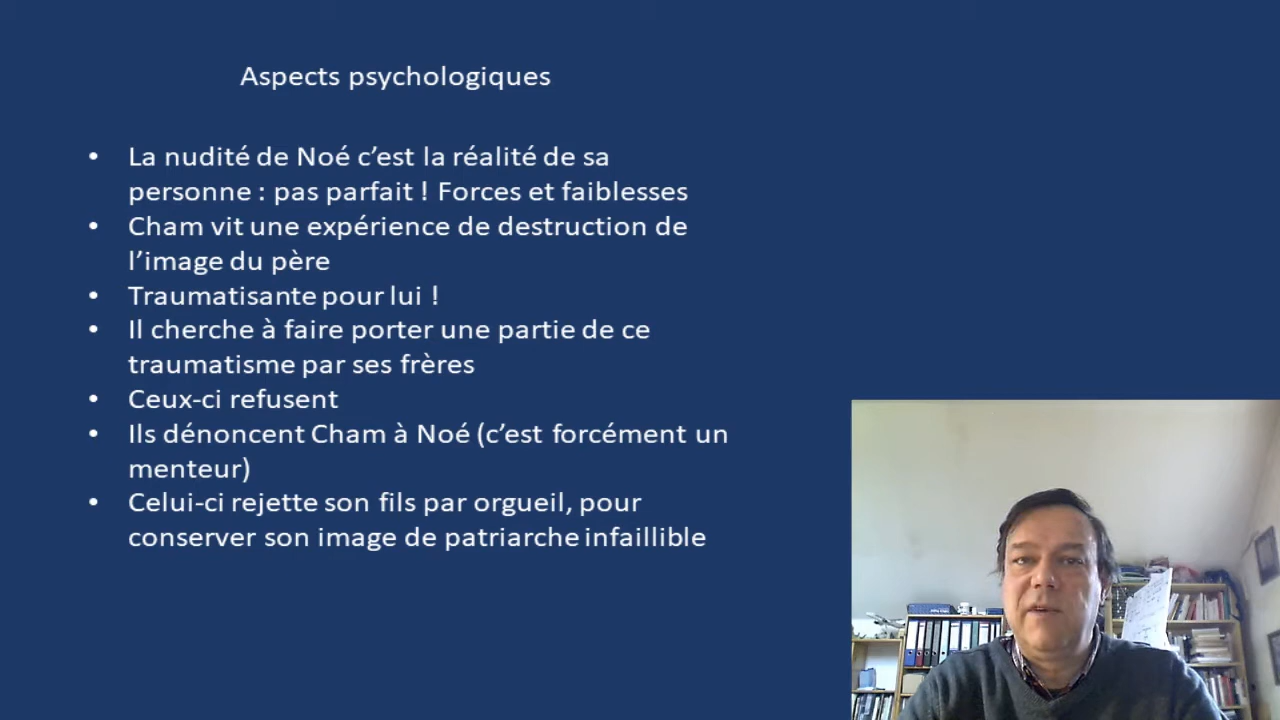 Aspects psychologiques
• La nudité de Noé c’est la réalité de sa
personne : pas parfait ! Forces et faiblesses
• Cham vit une expérience de destruction de
l’image du père
• Traumatisante pour lui !
• Il cherche à faire porter une partie de ce
traumatisme par ses frères
• Ceux-ci refusent
• Ils dénoncent Cham à Noé (c’est forcément un
menteur)
• Celui-ci rejette son fils par orgueil, pour
conserver son image de patriarche infaillible